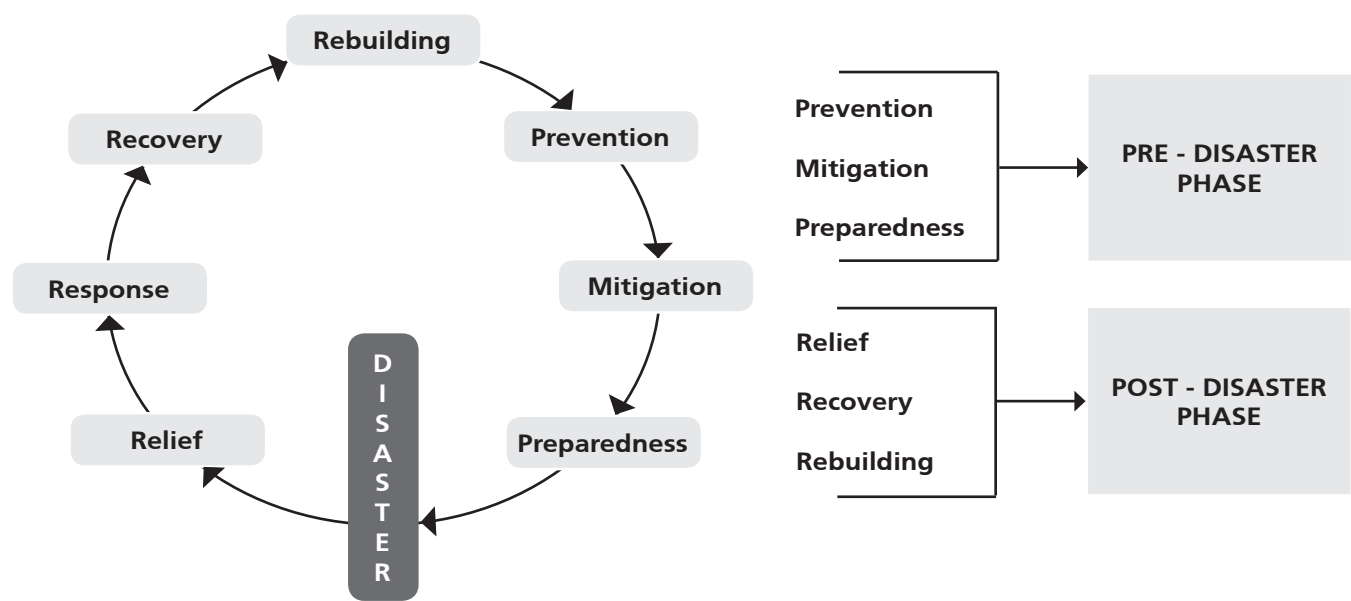 Rebuilding
Recovery
Prevention
Response
Mitigation
Relief
Preparedness
DISASTER
Prevention
Mitigation
Preparedness
PRE - DISASTER
PHASE
Relief
Recovery
Rebuilding
POST - DISASTER
PHASE